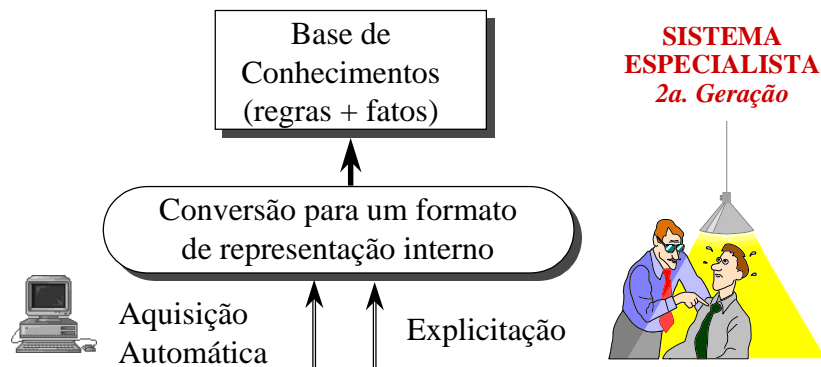 Base de
Conhecimentos
(regras + fatos)
SISTEMA
ESPECIALISTA
2a. Geração
Conversão para um formato
de representação interno
Aquisição
Automática
Explicitação